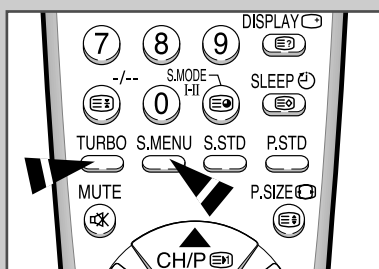 DISPLAY
7 8 9
-/-- S.MODE SLEEP
I-II
0
TURBO S.MENU S.STD P.STD
MUTE P.SIZE
CH/P